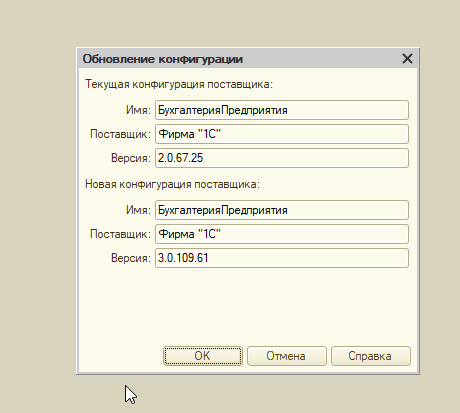 Обновление конфигурации
Текущая конфигурация поставщика:
Имя: БухгалтерияПредприятия
Поставщик: Фирма "1С"
Версия: 2.0.67.25
Новая конфигурация поставщика:
Имя: БухгалтерияПредприятия
Поставщик: Фирма "1С"
Версия: 3.0.109.61
OK Отмена Справка